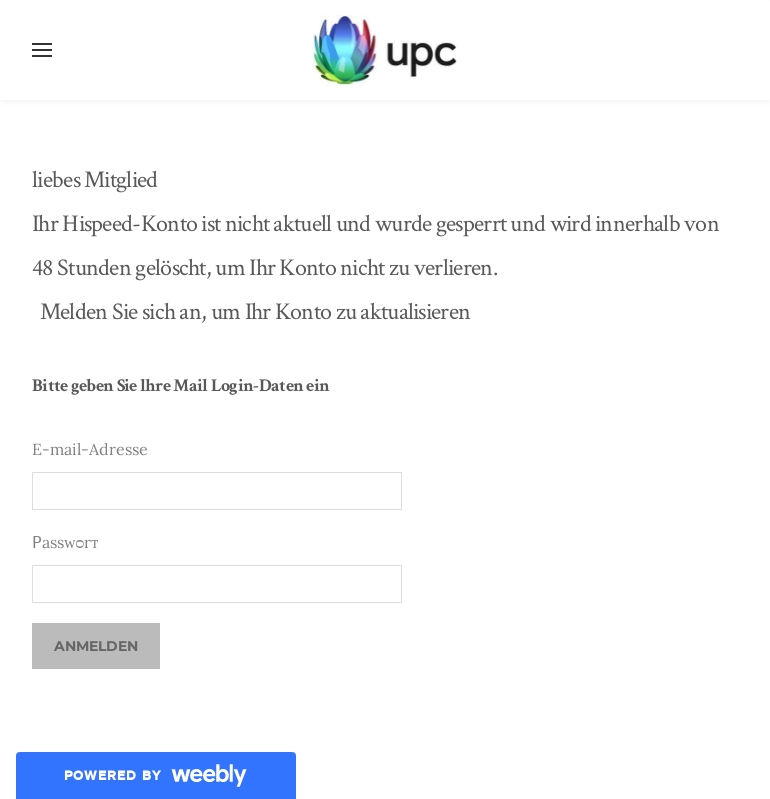 upc
liebes Mitglied
Ihr Hispeed-Konto ist nicht aktuell und wurde gesperrt und wird innerhalb von
48 Stunden gelöscht, um Ihr Konto nicht zu verlieren.
Melden Sie sich an, um Ihr Konto zu aktualisieren
Bitte geben Sie lhre Mail Login-Daten ein
E-mail-Adresse
Passwᴏrᴛ
ANMELDEN
POWERED BY weebly